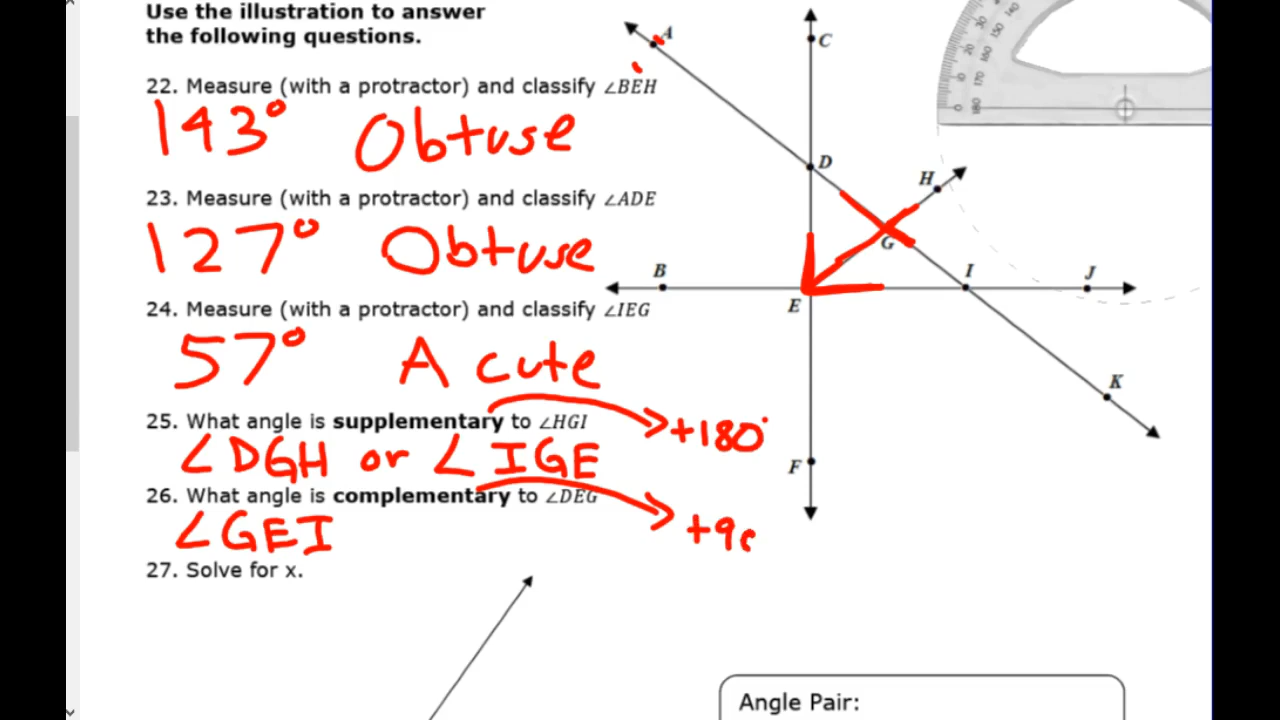 Use the illustration to answer
the following questions.
22. Measure (with a protractor) and classify ∠BEH
143° Obtuse
23. Measure (with a protractor) and classify ∠ADE
127° Obtuse
24. Measure (with a protractor) and classify ∠IEG
57° Acute
25. What angle is supplementary to ∠HGI
+180°
∠DGH or ∠IGE
26. What angle is complementary to ∠DEG
+90
∠GEI
27. Solve for x.
A
C
D
H
G
B
I
J
E
K
F
Angle Pair: